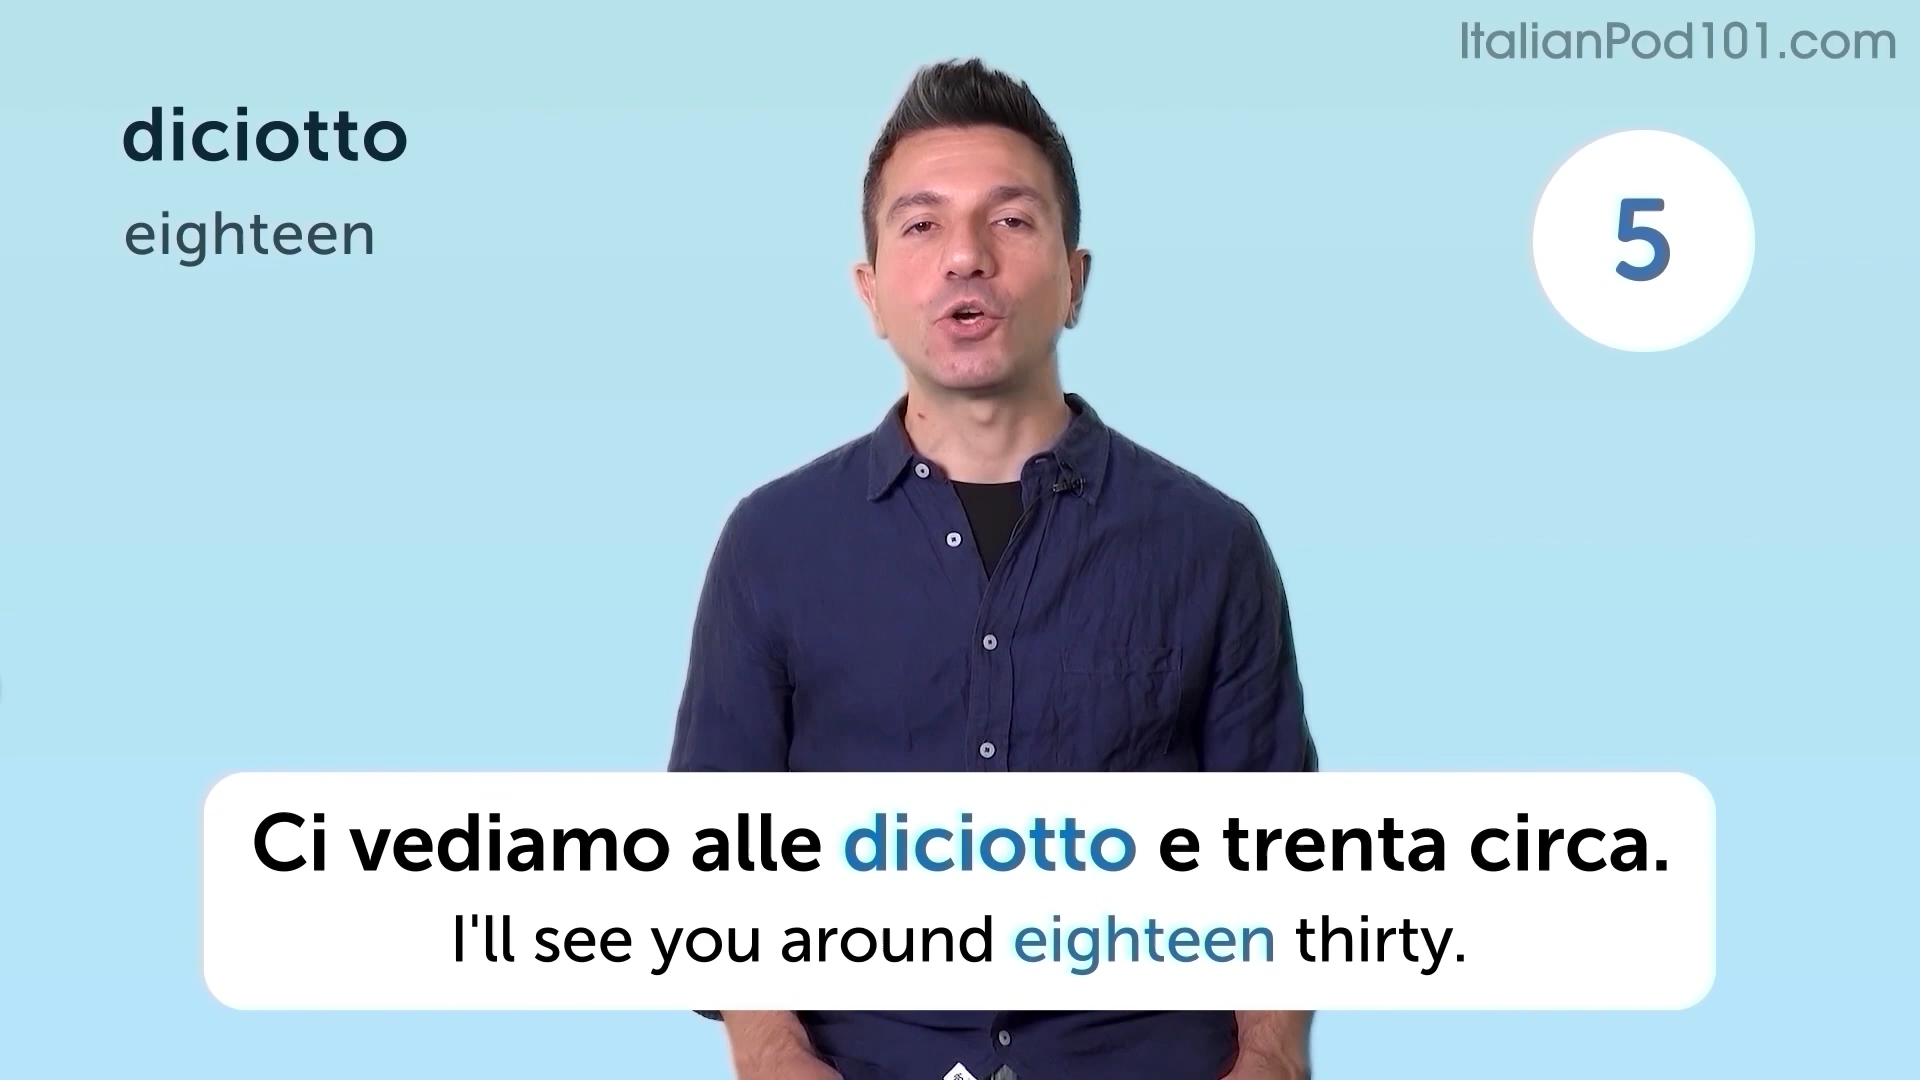 ItalianPod101.com
diciotto
eighteen
5
Ci vediamo alle diciotto e trenta circa.
I'll see you around eighteen thirty.